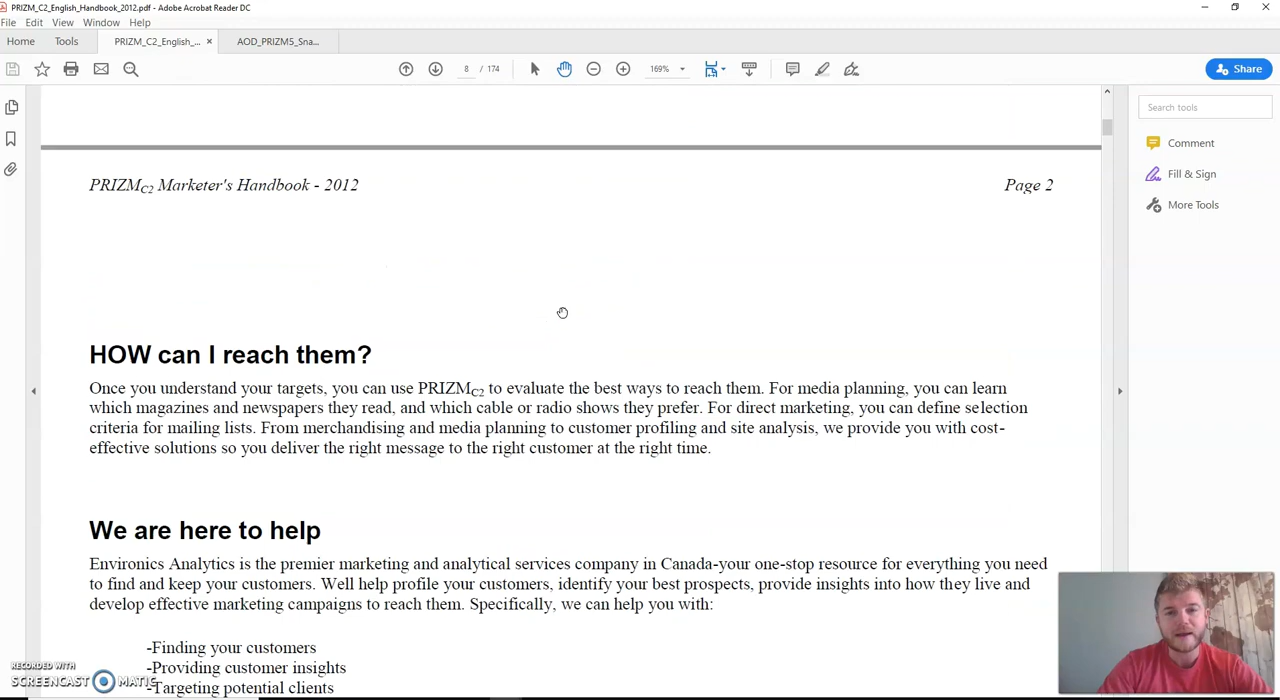 PRIZM_C2_English_Handbook_2012.pdf - Adobe Acrobat Reader DC
File Edit View Window Help
Home Tools PRIZM_C2_English_... × AOD_PRIZM5_Sna...
8 / 174 169% Share
Search tools
Comment
Fill & Sign
More Tools
PRIZMC2 Marketer's Handbook - 2012 Page 2
HOW can I reach them?
Once you understand your targets, you can use PRIZMC2 to evaluate the best ways to reach them. For media planning, you can learn
which magazines and newspapers they read, and which cable or radio shows they prefer. For direct marketing, you can define selection
criteria for mailing lists. From merchandising and media planning to customer profiling and site analysis, we provide you with cost-
effective solutions so you deliver the right message to the right customer at the right time.
We are here to help
Environics Analytics is the premier marketing and analytical services company in Canada-your one-stop resource for everything you need
to find and keep your customers. Well help profile your customers, identify your best prospects, provide insights into how they live and
develop effective marketing campaigns to reach them. Specifically, we can help you with:
-Finding your customers
-Providing customer insights
-Targeting potential clients
RECORDED WITH
SCREENCAST MATIC